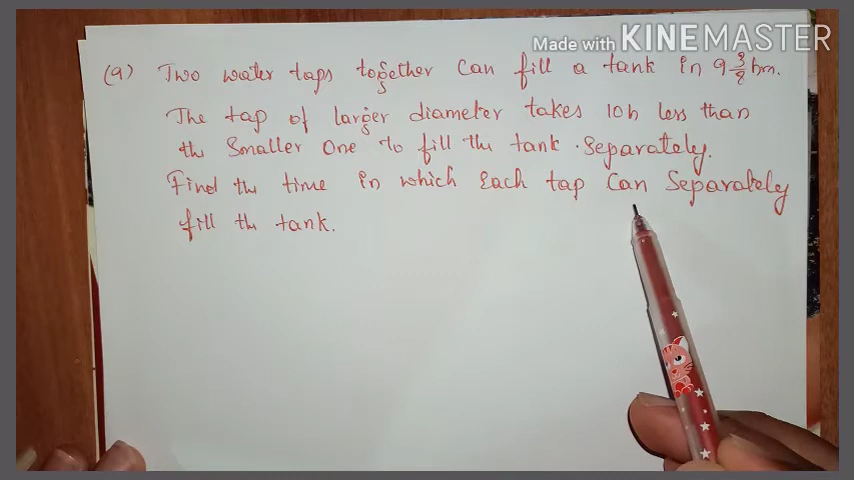 Made with KINEMASTER
(9) Two water taps together can fill a tank in 9 3/8 hrs.
The tap of larger diameter takes 10h less than
the smaller one to fill the tank separately.
Find the time in which each tap can separately
fill the tank.